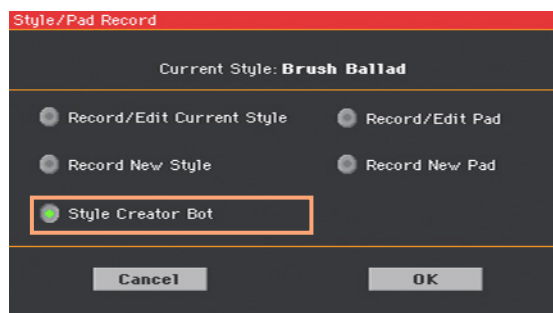 Style/Pad Record
Current Style: Brush Ballad
Record/Edit Current Style
Record/Edit Pad
Record New Style
Record New Pad
Style Creator Bot
Cancel
OK